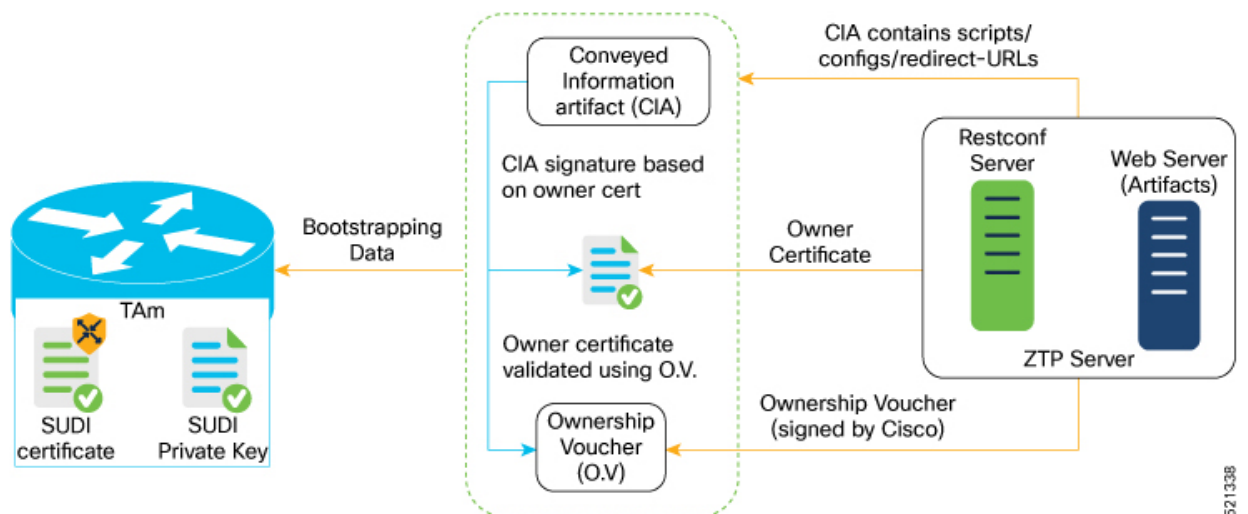 CIA contains scripts/
configs/redirect-URLs
Conveyed
Information
artifact (CIA)
Restconf
Server
Web Server
(Artifacts)
CIA signature based
on owner cert
Bootstrapping
Data
Owner
Certificate
TAm
Owner certificate
validated using O.V.
ZTP Server
SUDI
certificate
SUDI
Private Key
Ownership
Voucher
(O.V)
Ownership Voucher
(signed by Cisco)
521338